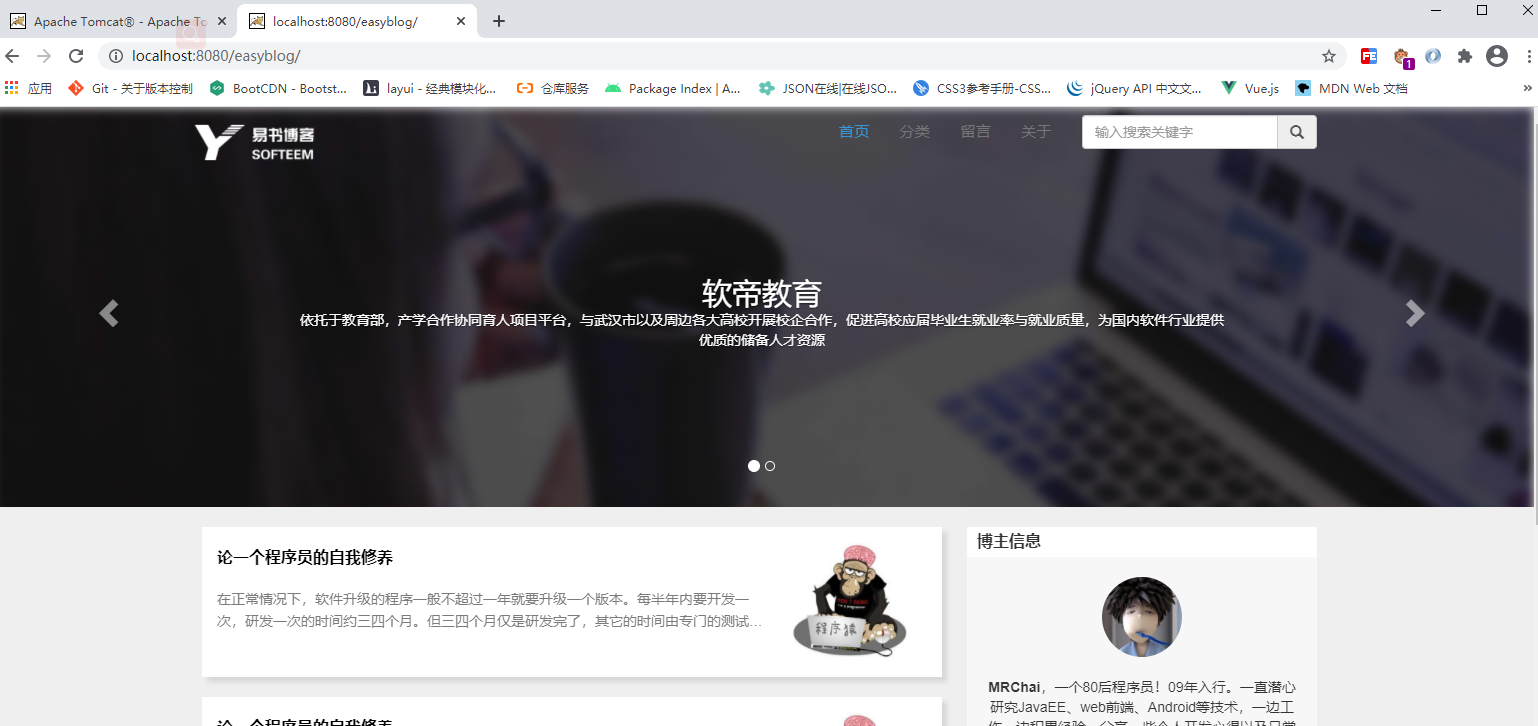 Apache Tomcat® - Apache To
localhost:8080/easyblog/
localhost:8080/easyblog/
1
应用
Git - 关于版本控制
BootCDN - Bootst...
layui - 经典模块化...
仓库服务
Package Index | A...
JSON在线|在线JSO...
CSS3参考手册-CSS...
jQuery API 中文文...
Vue.js
MDN Web 文档
易书博客
SOFTEEM
首页
分类
留言
关于
输入搜索关键字
软帝教育
依托于教育部，产学合作协同育人项目平台，与武汉市以及周边各大高校开展校企合作，促进高校应届毕业生就业率与就业质量，为国内软件行业提供
优质的储备人才资源
论一个程序员的自我修养
在正常情况下，软件升级的程序一般不超过一年就要升级一个版本。每半年内要开发一
次，研发一次的时间约三四个月。但三四个月仅是研发完了，其它的时间由专门的测试...
程序猿
博主信息
MRChai，一个80后程序员！09年入行。一直潜心
研究JavaEE、web前端、Android等技术，一边工
论一个程序员的自我修养